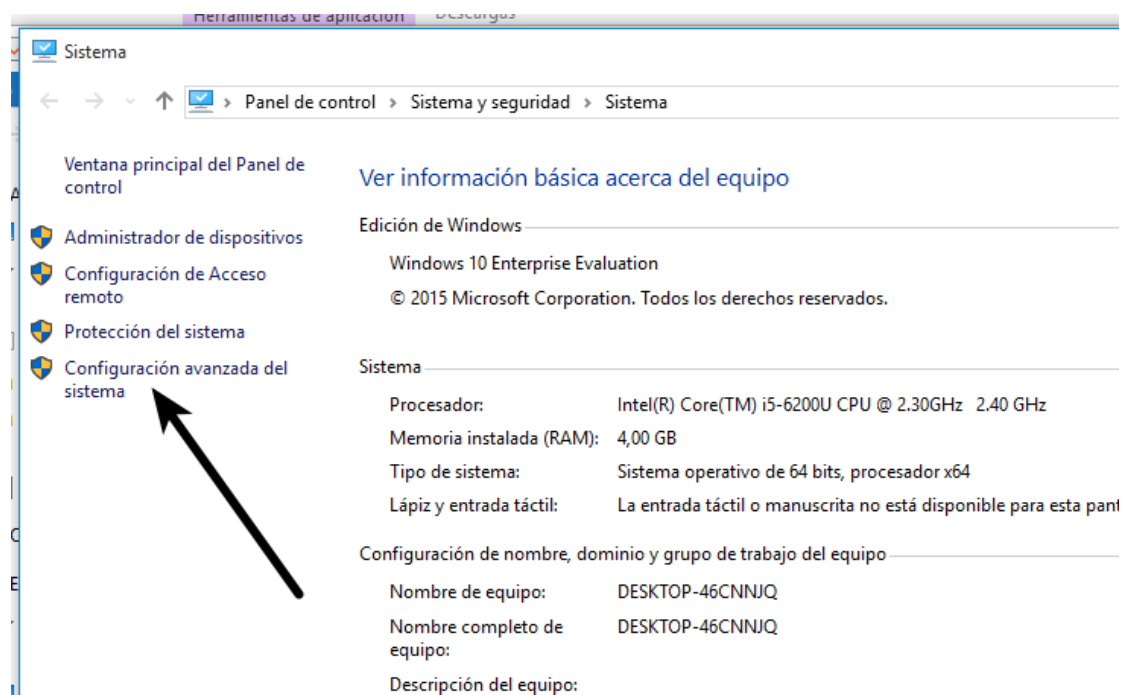 Herramientas de aplicación Descargas
Sistema
Panel de control > Sistema y seguridad > Sistema
Ventana principal del Panel de
control
Administrador de dispositivos
Configuración de Acceso
remoto
Protección del sistema
Configuración avanzada del
sistema
Ver información básica acerca del equipo
Edición de Windows
Windows 10 Enterprise Evaluation
© 2015 Microsoft Corporation. Todos los derechos reservados.
Sistema
Procesador: Intel(R) Core(TM) i5-6200U CPU @ 2.30GHz 2.40 GHz
Memoria instalada (RAM): 4,00 GB
Tipo de sistema: Sistema operativo de 64 bits, procesador x64
Lápiz y entrada táctil: La entrada táctil o manuscrita no está disponible para esta pant
Configuración de nombre, dominio y grupo de trabajo del equipo
Nombre de equipo: DESKTOP-46CNNJQ
Nombre completo de DESKTOP-46CNNJQ
equipo:
Descripción del equipo: